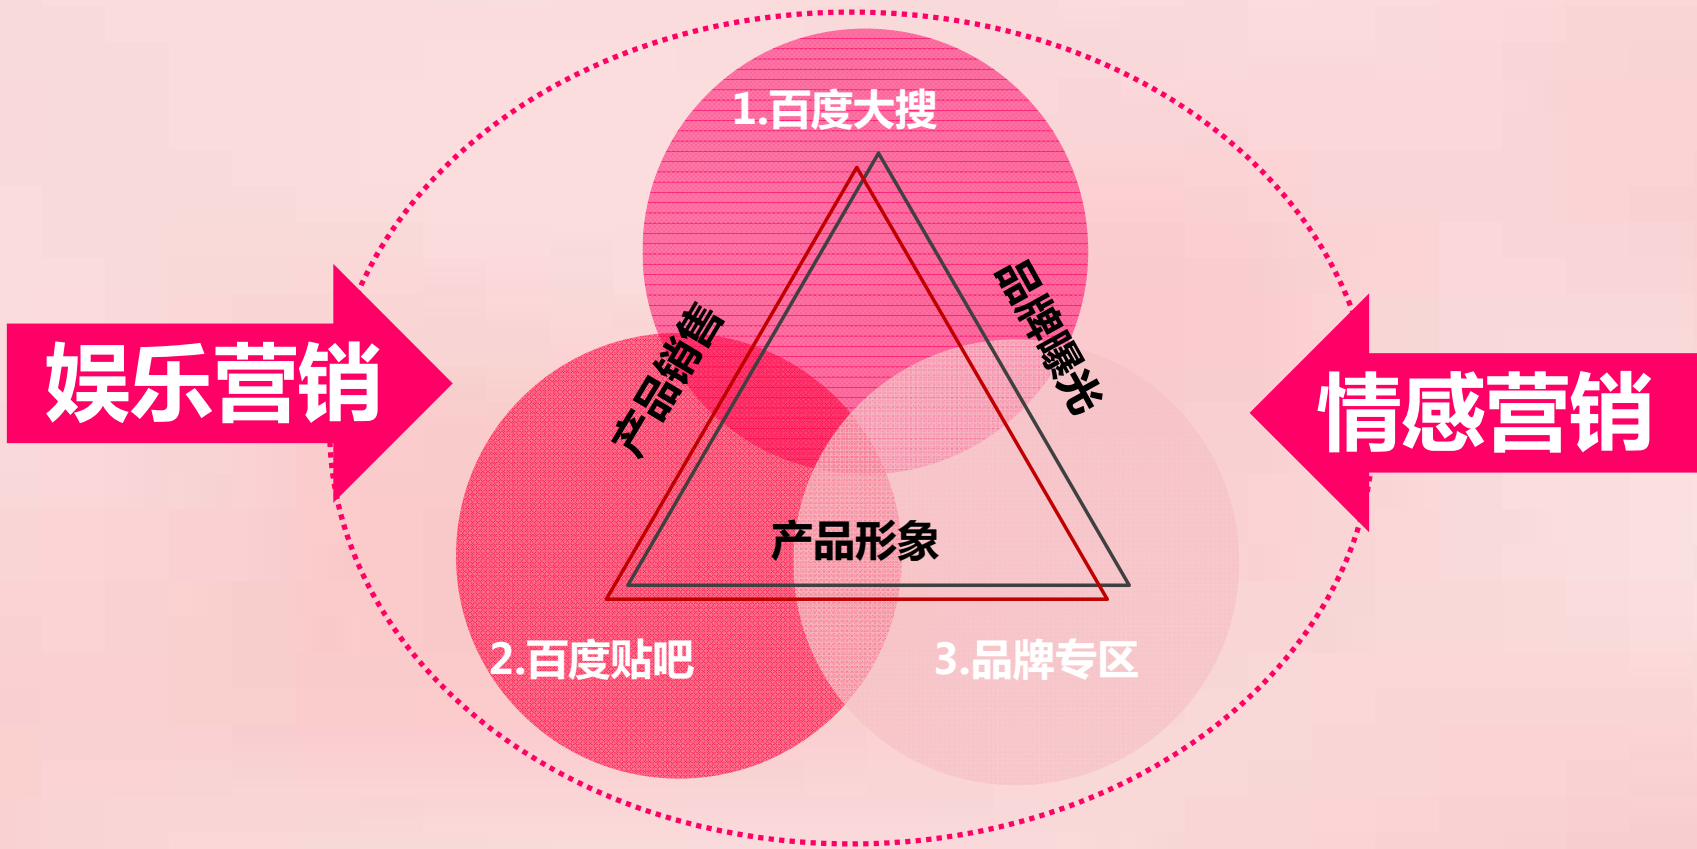 1.百度大搜
品牌曝光
产品销售
娱乐营销
情感营销
产品形象
2.百度贴吧
3.品牌专区